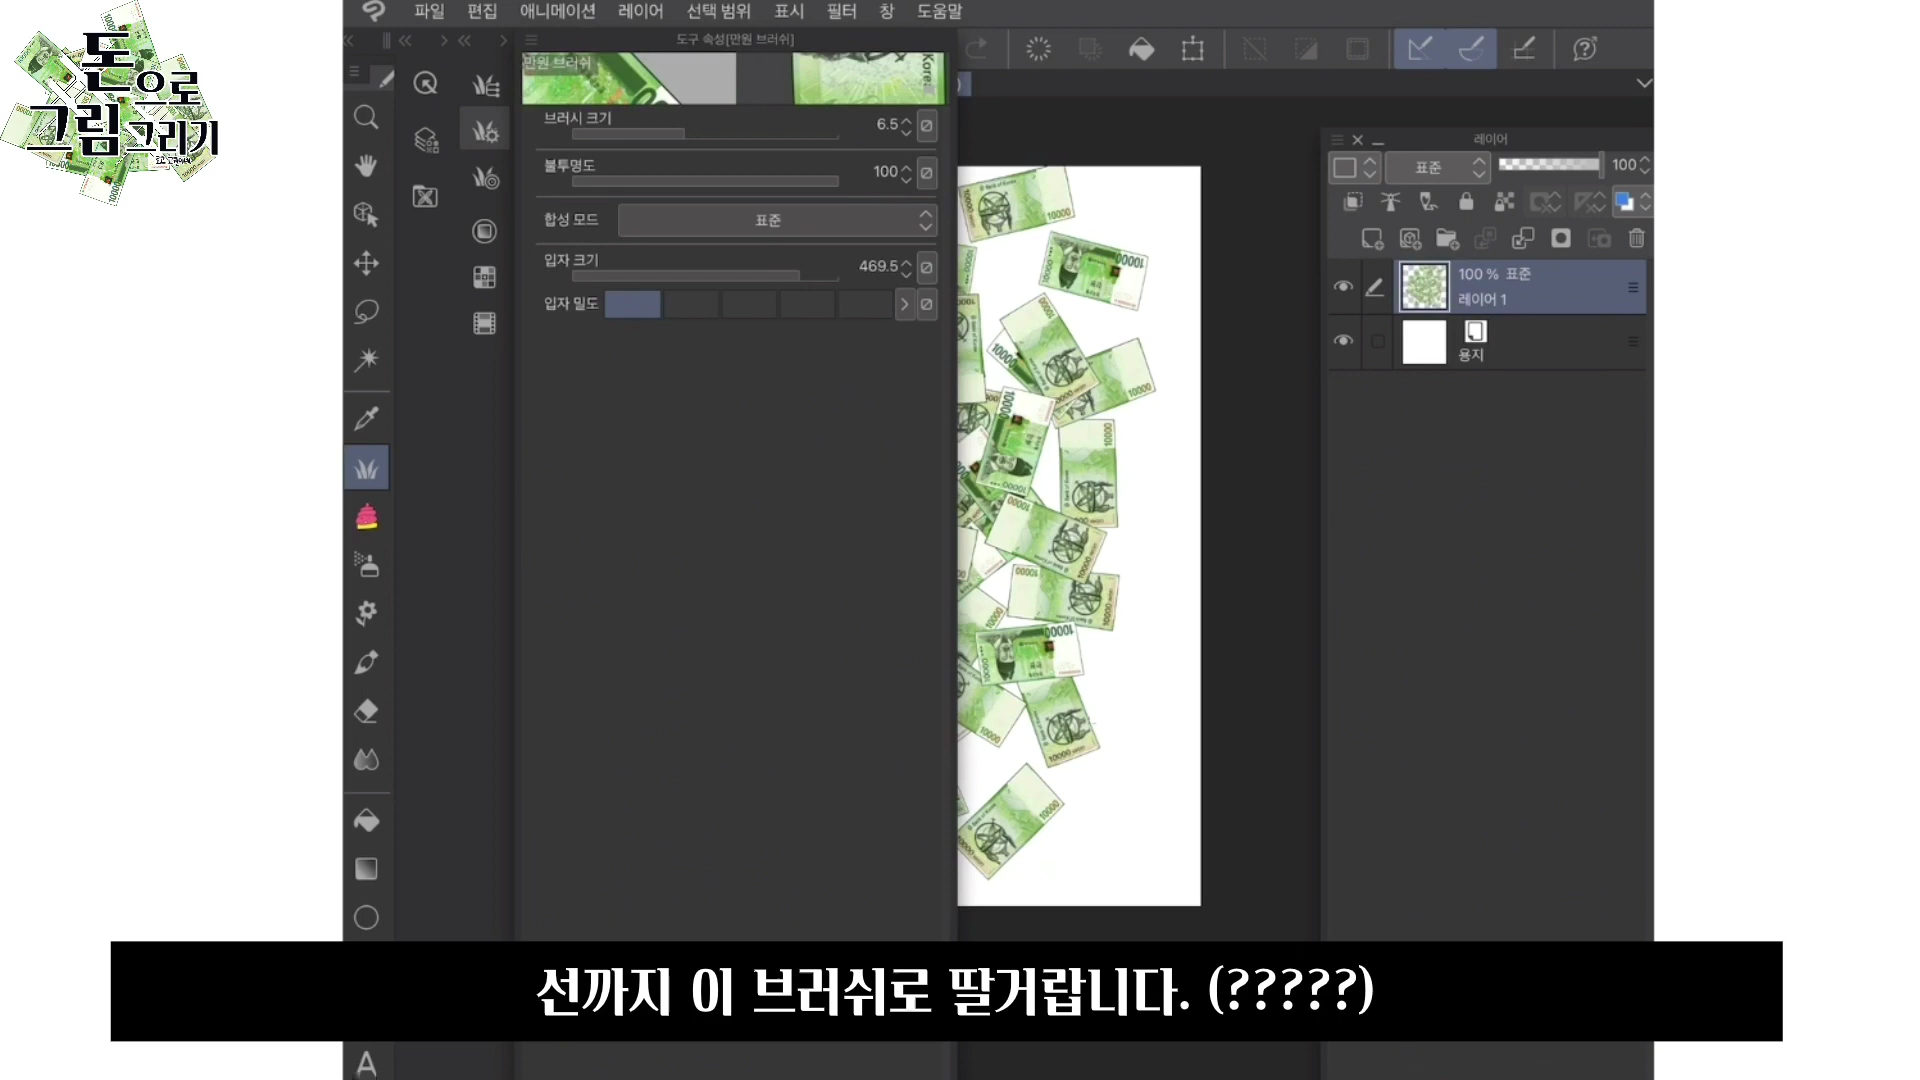 돈으로
그림그리기
파일 편집 애니메이션 레이어 선택 범위 표시 필터 창 도움말
도구 속성[만원 브러쉬]
만원 브러쉬
브러시 크기 6.5
불투명도 100
합성 모드 표준
입자 크기 469.5
입자 밀도
레이어
표준 100
100 % 표준
레이어 1
용지
10000
Bank of Korea
선까지 이 브러쉬로 딸거랍니다. (?????)